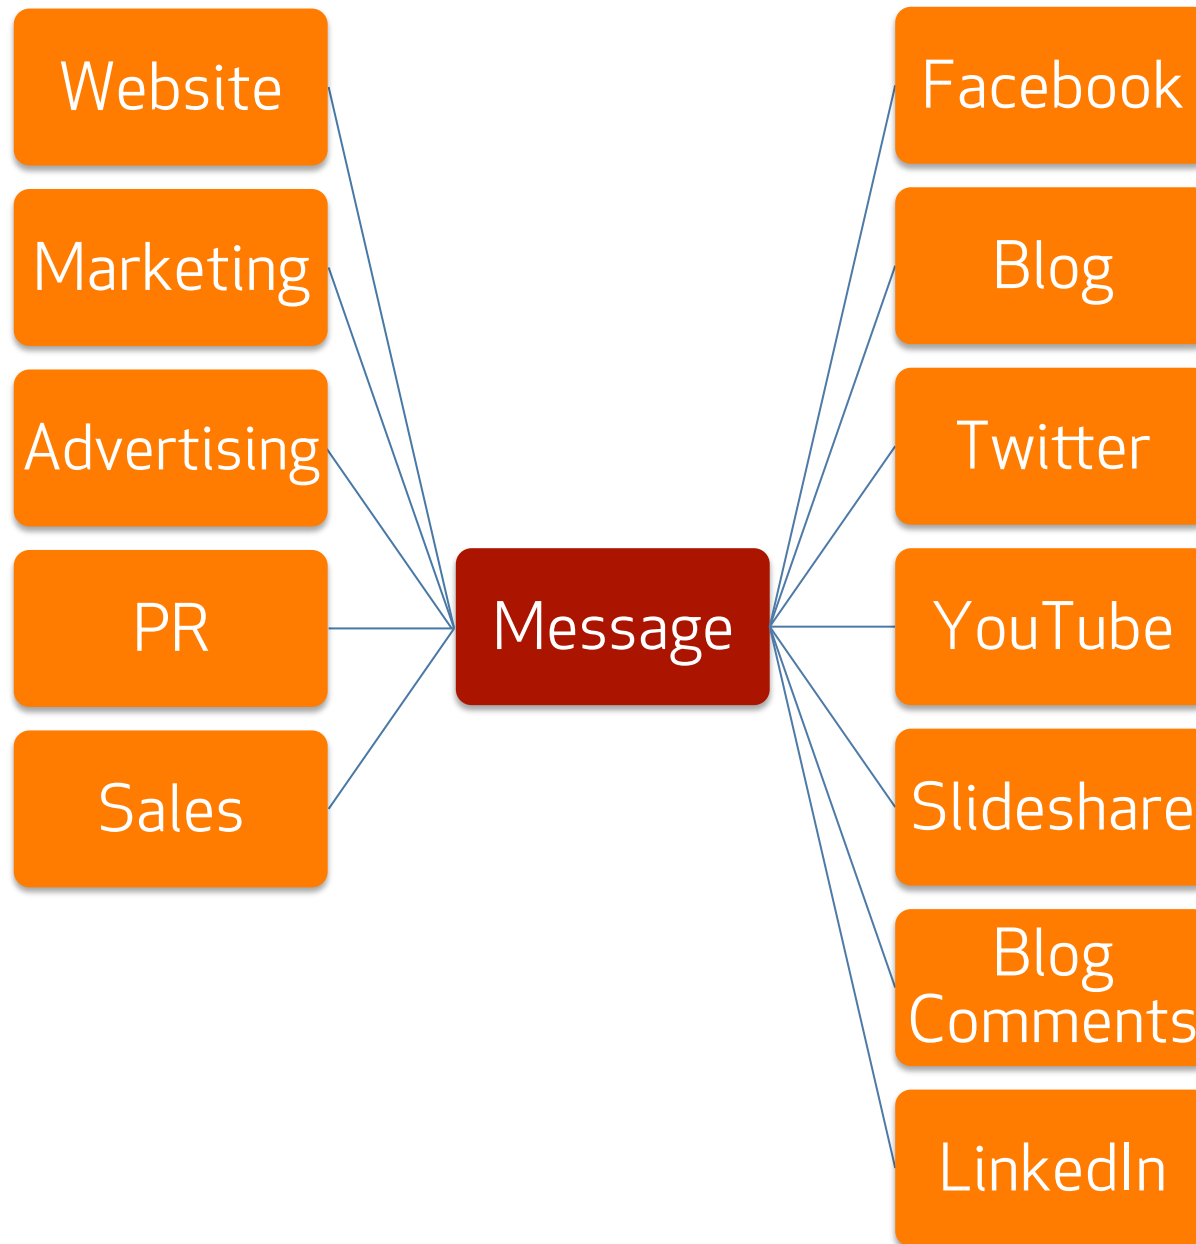 Website
Marketing
Advertising
PR
Sales
Message
Facebook
Blog
Twitter
YouTube
Slideshare
Blog
Comments
LinkedIn